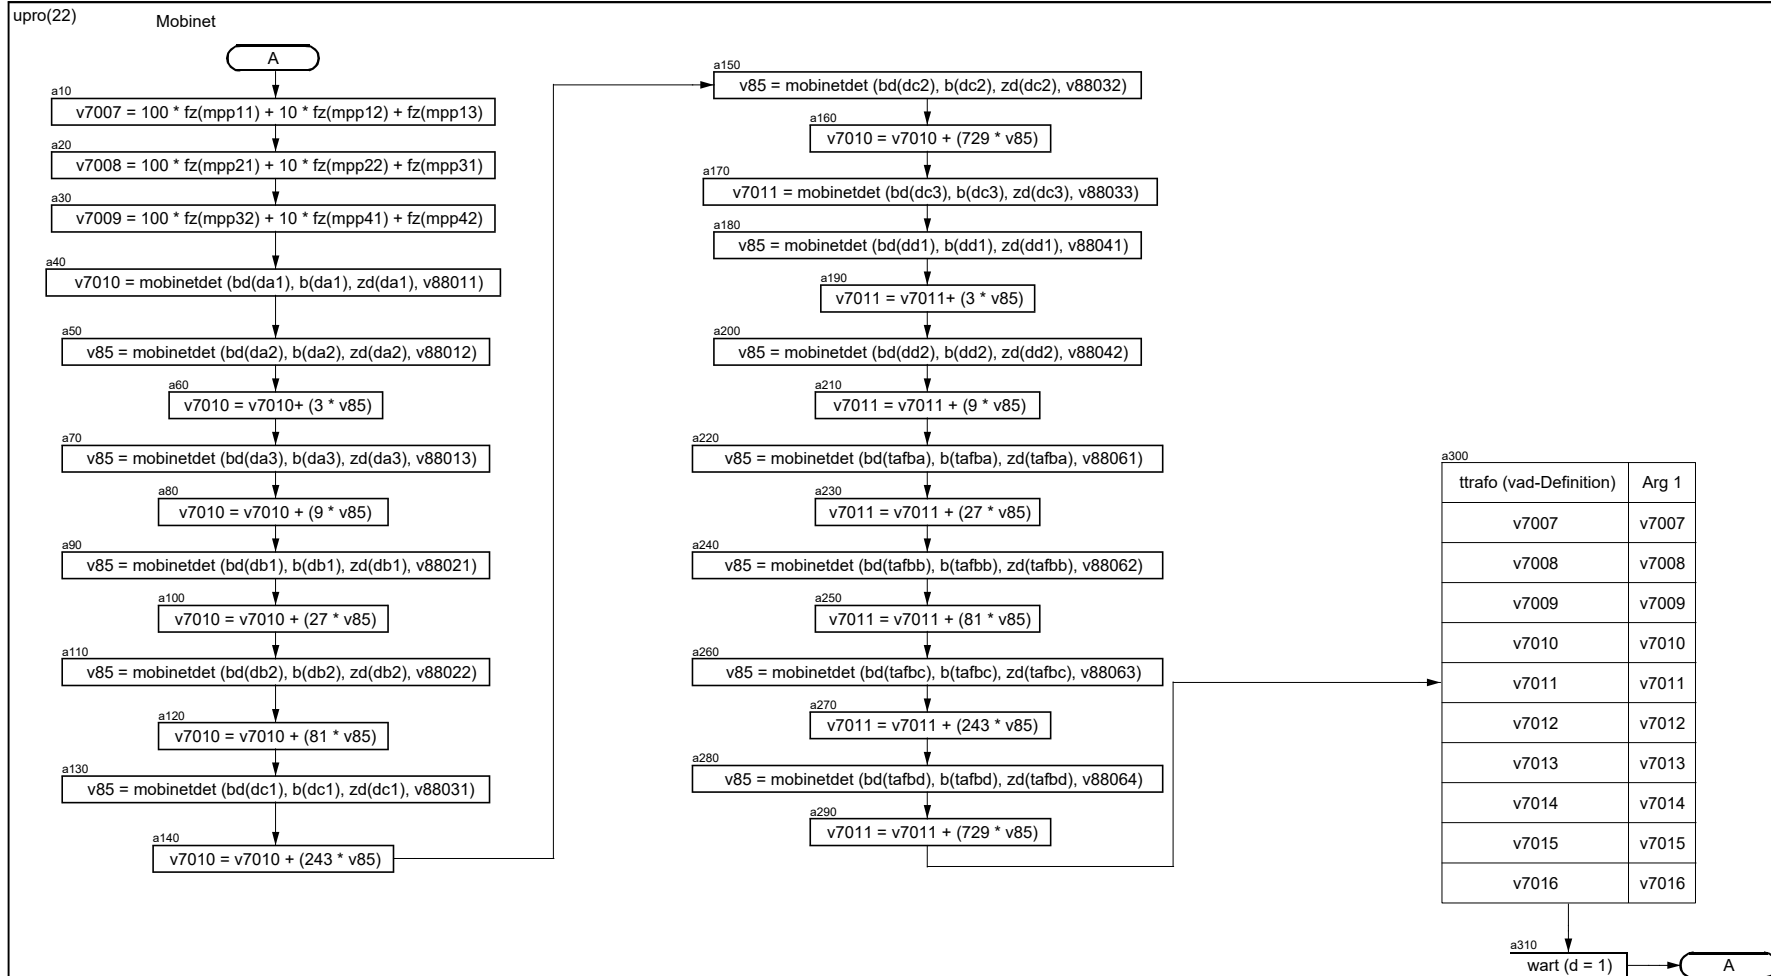 upro(22)
Mobinet
A
a10
v7007 = 100 * fz(mpp11) + 10 * fz(mpp12) + fz(mpp13)
a20
v7008 = 100 * fz(mpp21) + 10 * fz(mpp22) + fz(mpp31)
a30
v7009 = 100 * fz(mpp32) + 10 * fz(mpp41) + fz(mpp42)
a40
v7010 = mobinetdet (bd(da1), b(da1), zd(da1), v88011)
a50
v85 = mobinetdet (bd(da2), b(da2), zd(da2), v88012)
a60
v7010 = v7010+ (3 * v85)
a70
v85 = mobinetdet (bd(da3), b(da3), zd(da3), v88013)
a80
v7010 = v7010 + (9 * v85)
a90
v85 = mobinetdet (bd(db1), b(db1), zd(db1), v88021)
a100
v7010 = v7010 + (27 * v85)
a110
v85 = mobinetdet (bd(db2), b(db2), zd(db2), v88022)
a120
v7010 = v7010 + (81 * v85)
a130
v85 = mobinetdet (bd(dc1), b(dc1), zd(dc1), v88031)
a140
v7010 = v7010 + (243 * v85)
a150
v85 = mobinetdet (bd(dc2), b(dc2), zd(dc2), v88032)
a160
v7010 = v7010 + (729 * v85)
a170
v7011 = mobinetdet (bd(dc3), b(dc3), zd(dc3), v88033)
a180
v85 = mobinetdet (bd(dd1), b(dd1), zd(dd1), v88041)
a190
v7011 = v7011+ (3 * v85)
a200
v85 = mobinetdet (bd(dd2), b(dd2), zd(dd2), v88042)
a210
v7011 = v7011 + (9 * v85)
a220
v85 = mobinetdet (bd(tafba), b(tafba), zd(tafba), v88061)
a230
v7011 = v7011 + (27 * v85)
a240
v85 = mobinetdet (bd(tafbb), b(tafbb), zd(tafbb), v88062)
a250
v7011 = v7011 + (81 * v85)
a260
v85 = mobinetdet (bd(tafbc), b(tafbc), zd(tafbc), v88063)
a270
v7011 = v7011 + (243 * v85)
a280
v85 = mobinetdet (bd(tafbd), b(tafbd), zd(tafbd), v88064)
a290
v7011 = v7011 + (729 * v85)
a300
ttrafo (vad-Definition) Arg 1
v7007 v7007
v7008 v7008
v7009 v7009
v7010 v7010
v7011 v7011
v7012 v7012
v7013 v7013
v7014 v7014
v7015 v7015
v7016 v7016
a310
wart (d = 1)
A